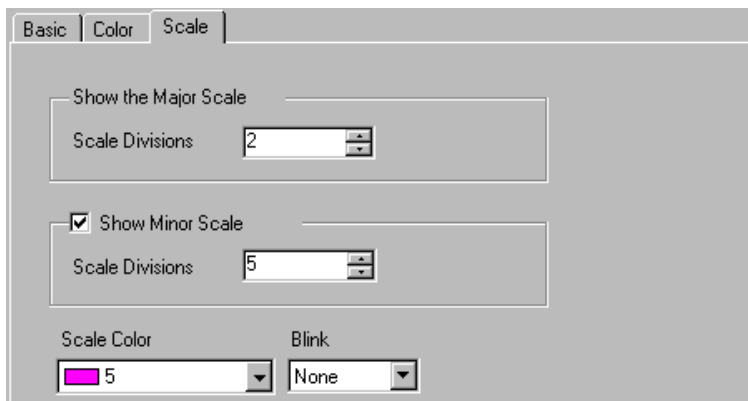 Basic Color Scale
Show the Major Scale
Scale Divisions 2
Show Minor Scale
Scale Divisions 5
Scale Color Blink
5 None